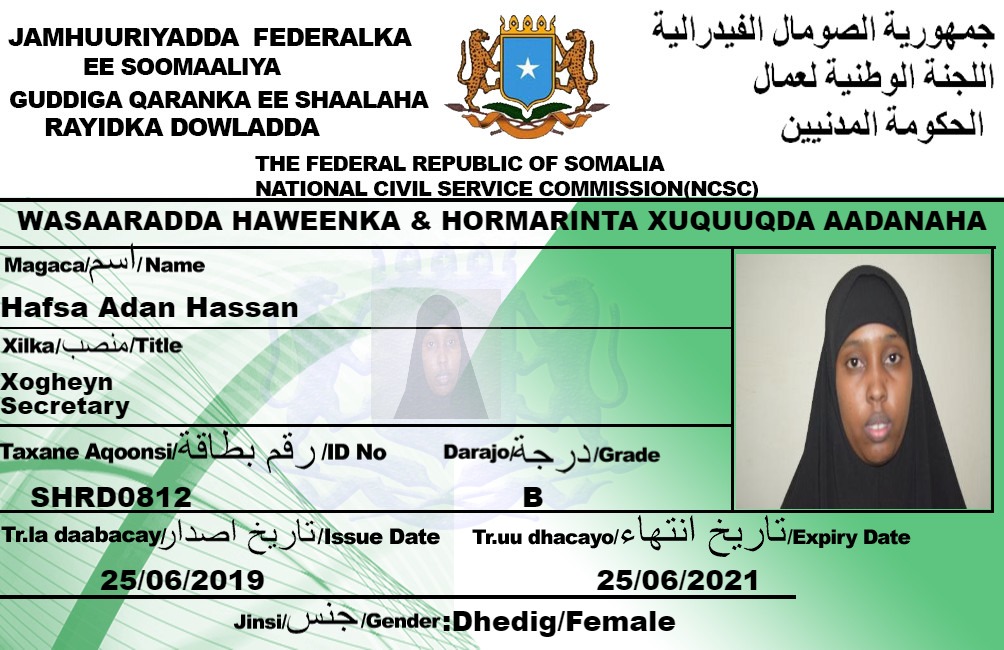 JAMHUURIYADDA FEDERALKA
EE SOOMAALIYA
GUDDIGA QARANKA EE SHAALAHA
RAYIDKA DOWLADDA
جمهورية الصومال الفيدرالية
اللجنة الوطنية لعمال
الحكومة المدنيين
THE FEDERAL REPUBLIC OF SOMALIA
NATIONAL CIVIL SERVICE COMMISSION(NCSC)
WASAARADDA HAWEENKA & HORMARINTA XUQUUQDA AADANAHA
Magaca/اسم/Name
Hafsa Adan Hassan
Xilka/منصب/Title
Xogheyn
Secretary
Taxane Aqoonsi/رقم بطاقة/ID No
SHRD0812
Darajo/درجة/Grade
B
Tr.la daabacay/تاريخ اصدار/Issue Date
25/06/2019
Tr.uu dhacayo/تاريخ انتهاء/Expiry Date
25/06/2021
Jinsi/جنس/Gender:Dhedig/Female